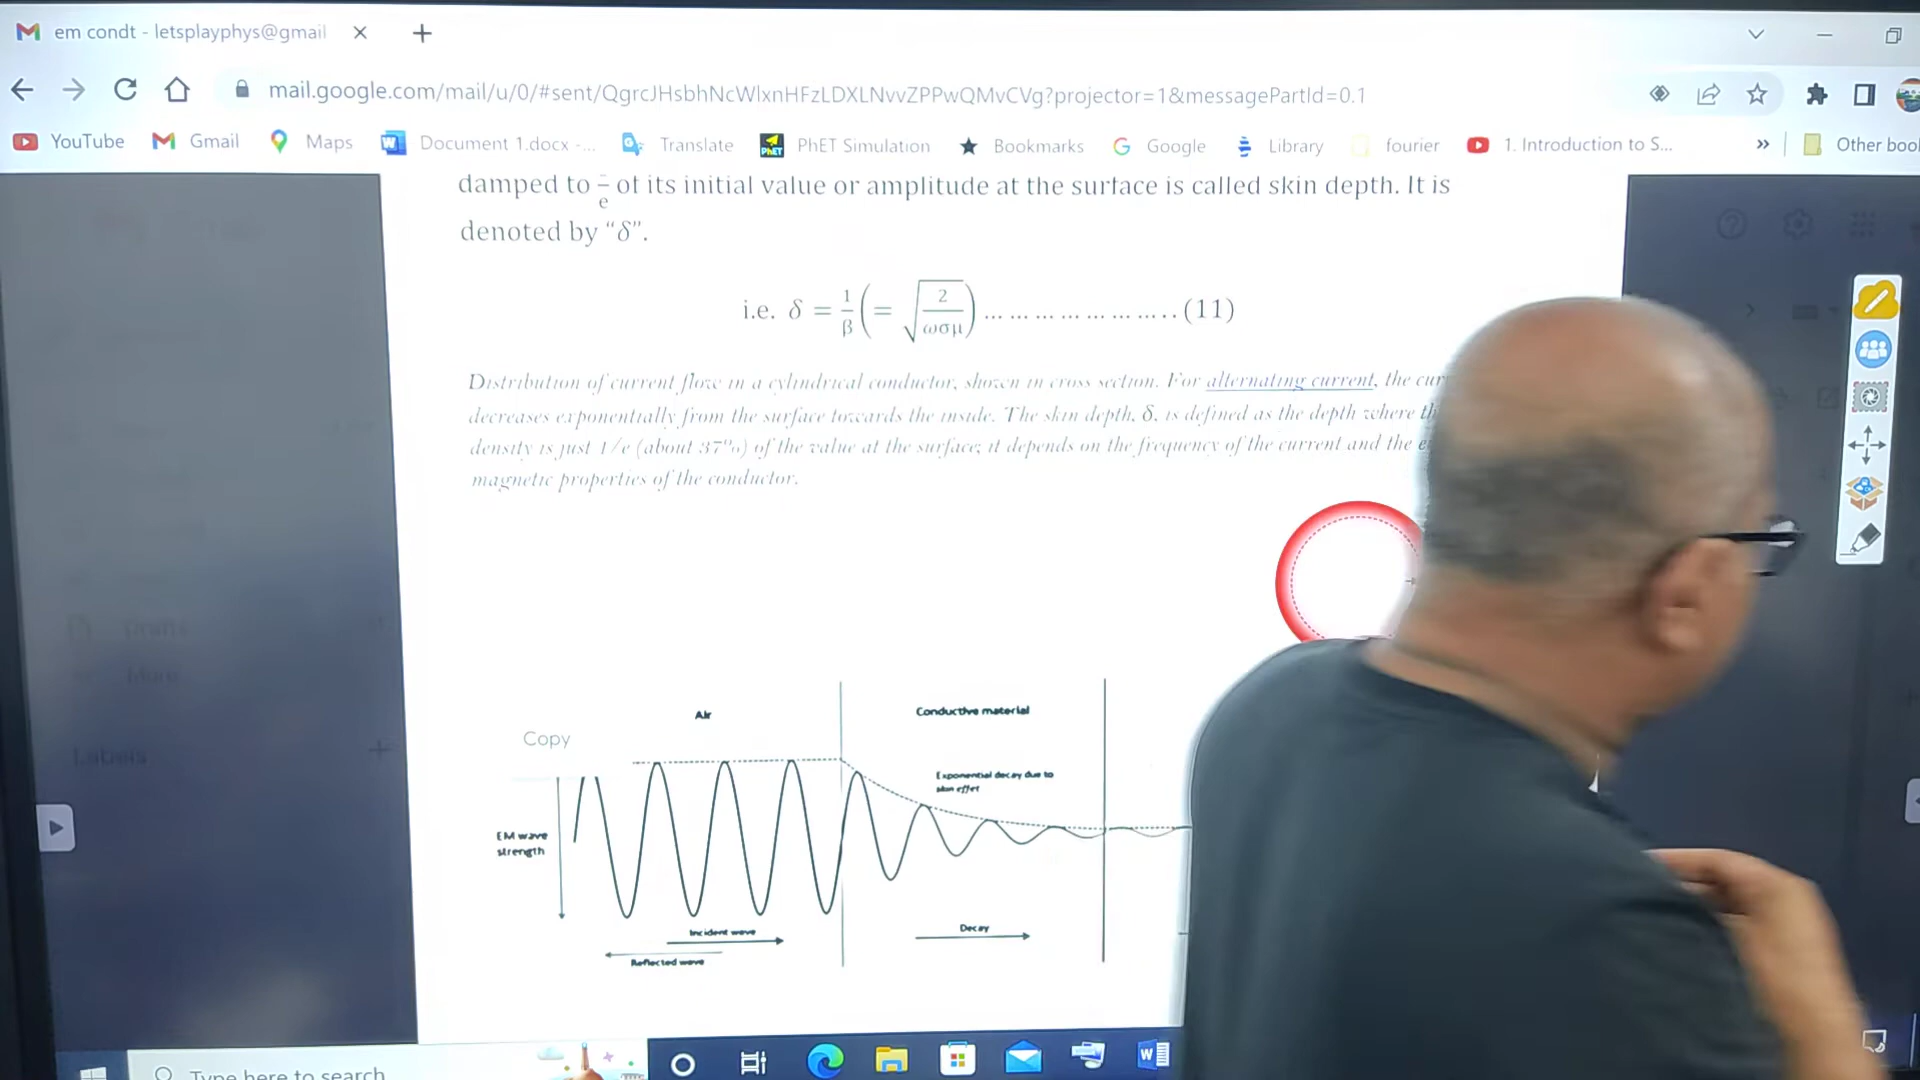 em condt - letsplayphys@gmail
mail.google.com/mail/u/0/#sent/QgrcJHsbhNcWlxnHFzLDXLNvvZPPwQMvCVg?projector=1&messagePartId=0.1
YouTube Gmail Maps Document 1.docx -... Translate PhET Simulation Bookmarks Google Library fourier 1. Introduction to S... » Other boo
damped to 1/e of its initial value or amplitude at the surface is called skin depth. It is
denoted by “δ”.
i.e. δ = 1/β (= √(2/ωσμ)) ... ... ... ... ... ... ... .. (11)
Distribution of current flow in a cylindrical conductor, shown in cross section. For alternating current, the cur
decreases exponentially from the surface towards the inside. The skin depth, δ, is defined as the depth where th
density is just 1/e (about 37%) of the value at the surface; it depends on the frequency of the current and the e
magnetic properties of the conductor.
Drafts
More
Labels
Copy
Air
Conductive material
Exponential decay due to
skin effet
EM wave
strength
Incident wave
Reflected wave
Decay
Type here to search